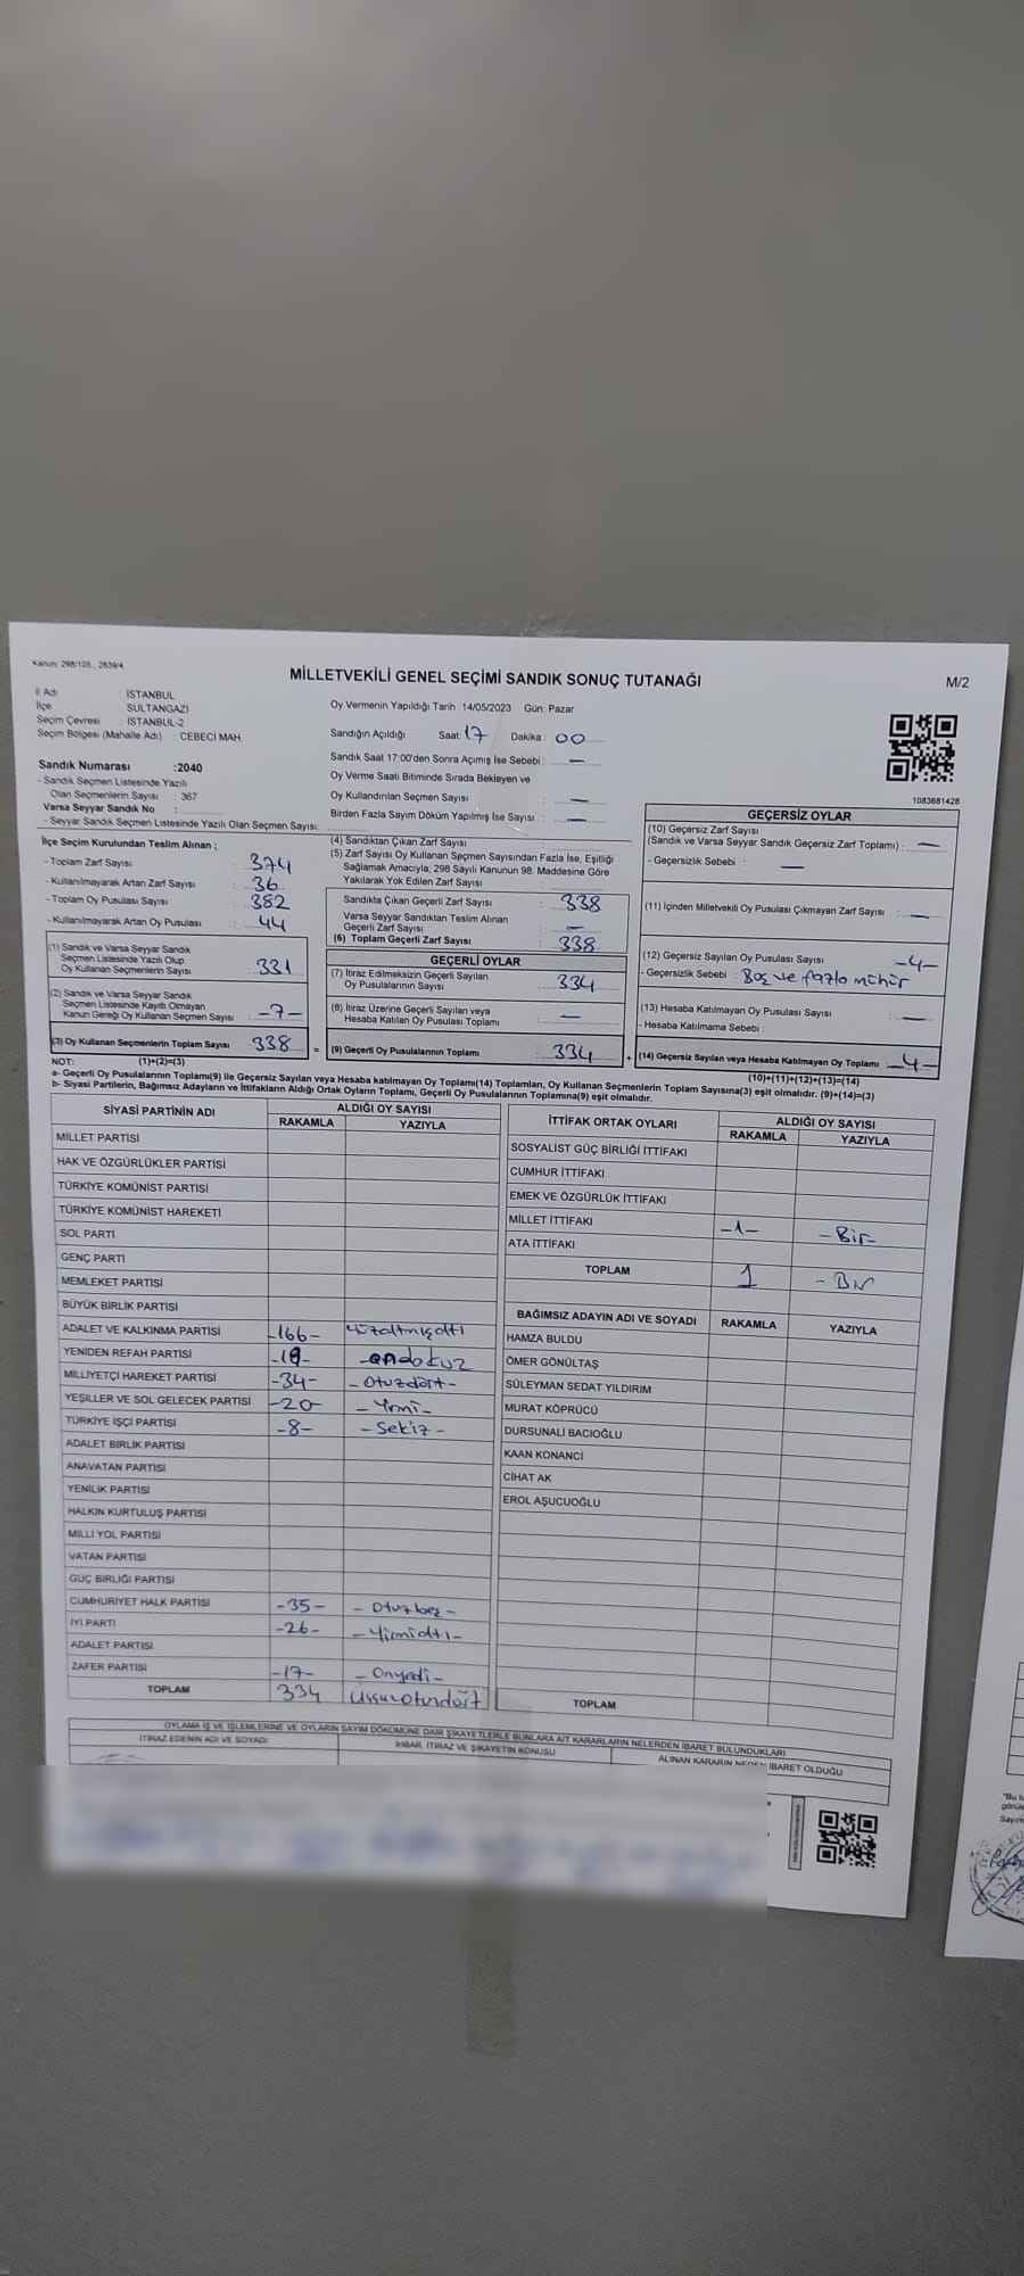 Kanun: 298/105., 2839/4
MİLLETVEKİLİ GENEL SEÇİMİ SANDIK SONUÇ TUTANAĞI
M/2
İl Adı : İSTANBUL
İlçe : SULTANGAZİ
Seçim Çevresi : İSTANBUL-2
Seçim Bölgesi (Mahalle Adı) : CEBECİ MAH.
Sandık Numarası :2040
- Sandık Seçmen Listesinde Yazılı
Olan Seçmenlerin Sayısı : 367
Varsa Seyyar Sandık No :
- Seyyar Sandık Seçmen Listesinde Yazılı Olan Seçmen Sayısı:
Oy Vermenin Yapıldığı Tarih :14/05/2023 Gün: Pazar
Sandığın Açıldığı Saat: 17 Dakika: 00
Sandık Saat 17:00'den Sonra Açımış İse Sebebi : —
Oy Verme Saati Bitiminde Sırada Bekleyen ve
Oy Kullandırılan Seçmen Sayısı : —
Birden Fazla Sayım Döküm Yapılmış İse Sayısı : —
1083681428
İlçe Seçim Kurulundan Teslim Alınan ;
- Toplam Zarf Sayısı : 374
- Kullanılmayarak Artan Zarf Sayısı : 36
- Toplam Oy Pusulası Sayısı : 382
- Kullanılmayarak Artan Oy Pusulası : 44
(1) Sandık ve Varsa Seyyar Sandık
Seçmen Listesinde Yazılı Olup
Oy Kullanan Seçmenlerin Sayısı : 331
(2) Sandık ve Varsa Seyyar Sandık
Seçmen Listesinde Kayıtlı Olmayan
Kanun Gereği Oy Kullanan Seçmen Sayısı : -7-
(3) Oy Kullanan Seçmenlerin Toplam Sayısı : 338
(1)+(2)=(3)
(4) Sandıktan Çıkan Zarf Sayısı :
(5) Zarf Sayısı Oy Kullanan Seçmen Sayısından Fazla İse, Eşitliği
Sağlamak Amacıyla; 298 Sayılı Kanunun 98. Maddesine Göre
Yakılarak Yok Edilen Zarf Sayısı :
Sandıkta Çıkan Geçerli Zarf Sayısı : 338
Varsa Seyyar Sandıktan Teslim Alınan
Geçerli Zarf Sayısı : —
(6) Toplam Geçerli Zarf Sayısı : 338
GEÇERLİ OYLAR
(7) İtiraz Edilmeksizin Geçerli Sayılan
Oy Pusulalarının Sayısı : 334
(8) İtiraz Üzerine Geçerli Sayılan veya
Hesaba Katılan Oy Pusulası Toplamı : —
= (9) Geçerli Oy Pusulalarının Toplamı : 334
GEÇERSİZ OYLAR
(10) Geçersiz Zarf Sayısı
(Sandık ve Varsa Seyyar Sandık Geçersiz Zarf Toplamı) : —
- Geçersizlik Sebebi : —
(11) İçinden Milletvekili Oy Pusulası Çıkmayan Zarf Sayısı : —
(12) Geçersiz Sayılan Oy Pusulası Sayısı : -4-
- Geçersizlik Sebebi : Boş ve fazla mühür
(13) Hesaba Katılmayan Oy Pusulası Sayısı : —
- Hesaba Katılmama Sebebi :
+ (14) Geçersiz Sayılan veya Hesaba Katılmayan Oy Toplamı : -4-
(10)+(11)+(12)+(13)=(14)
NOT:
a- Geçerli Oy Pusulaların Toplamı(9) ile Geçersiz Sayılan veya Hesaba katılmayan Oy Toplamı(14) Toplamları, Oy Kullanan Seçmenlerin Toplam Sayısına(3) eşit olmalıdır. (9)+(14)=(3)
b- Siyasi Partilerin, Bağımsız Adayların ve İttifakların Aldığı Ortak Oyların Toplamı, Geçerli Oy Pusulalarının Toplamına(9) eşit olmalıdır.
SİYASİ PARTİNİN ADI
ALDIĞI OY SAYISI
RAKAMLA YAZIYLA
MİLLET PARTİSİ
HAK VE ÖZGÜRLÜKLER PARTİSİ
TÜRKİYE KOMÜNİST PARTİSİ
TÜRKİYE KOMÜNİST HAREKETİ
SOL PARTİ
GENÇ PARTİ
MEMLEKET PARTİSİ
BÜYÜK BİRLİK PARTİSİ
ADALET VE KALKINMA PARTİSİ -166- Yüzaltmışaltı
YENİDEN REFAH PARTİSİ -19- -ondokuz
MİLLİYETÇİ HAREKET PARTİSİ -34- -Otuzdört-
YEŞİLLER VE SOL GELECEK PARTİSİ -20- -Yirmi-
TÜRKİYE İŞÇİ PARTİSİ -8- -Sekiz-
ADALET BİRLİK PARTİSİ
ANAVATAN PARTİSİ
YENİLİK PARTİSİ
HALKIN KURTULUŞ PARTİSİ
MİLLİ YOL PARTİSİ
VATAN PARTİSİ
GÜÇ BİRLİĞİ PARTİSİ
CUMHURİYET HALK PARTİSİ -35- -Otuzbeş-
İYİ PARTİ -26- -Yirmialtı-
ADALET PARTİSİ
ZAFER PARTİSİ -17- -Onyedi-
TOPLAM 334
İTTİFAK ORTAK OYLARI
ALDIĞI OY SAYISI
RAKAMLA YAZIYLA
SOSYALİST GÜÇ BİRLİĞİ İTTİFAKI
CUMHUR İTTİFAKI
EMEK VE ÖZGÜRLÜK İTTİFAKI
MİLLET İTTİFAKI -1- -Bir-
ATA İTTİFAKI
TOPLAM 1 -Bir
BAĞIMSIZ ADAYIN ADI VE SOYADI RAKAMLA YAZIYLA
HAMZA BULDU
ÖMER GÖNÜLTAŞ
SÜLEYMAN SEDAT YILDIRIM
MURAT KÖPRÜCÜ
DURSUNALİ BACIOĞLU
KAAN KONANCİ
CİHAT AK
EROL AŞUCUOĞLU
TOPLAM
OYLAMA İŞ VE İŞLEMLERİNE VE OYLARIN SAYIM DÖKÜMÜNE DAİR ŞİKAYETLERLE BUNLARA AİT KARARLARIN NELERDEN İBARET BULUNDUKLARI
İTİRAZ EDENİN ADI VE SOYADI
İHBAR, İTİRAZ VE ŞİKAYETİN KONUSU
ALINAN KARARIN NEDEN İBARET OLDUĞU